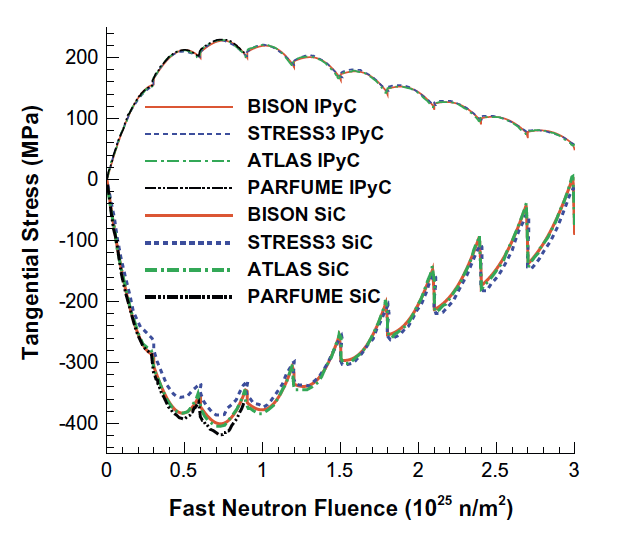 200
100
0
-100
-200
-300
-400
Tangential Stress (MPa)
BISON IPyC
STRESS3 IPyC
ATLAS IPyC
PARFUME IPyC
BISON SiC
STRESS3 SiC
ATLAS SiC
PARFUME SiC
0 0.5 1 1.5 2 2.5 3
Fast Neutron Fluence (10²⁵ n/m²)